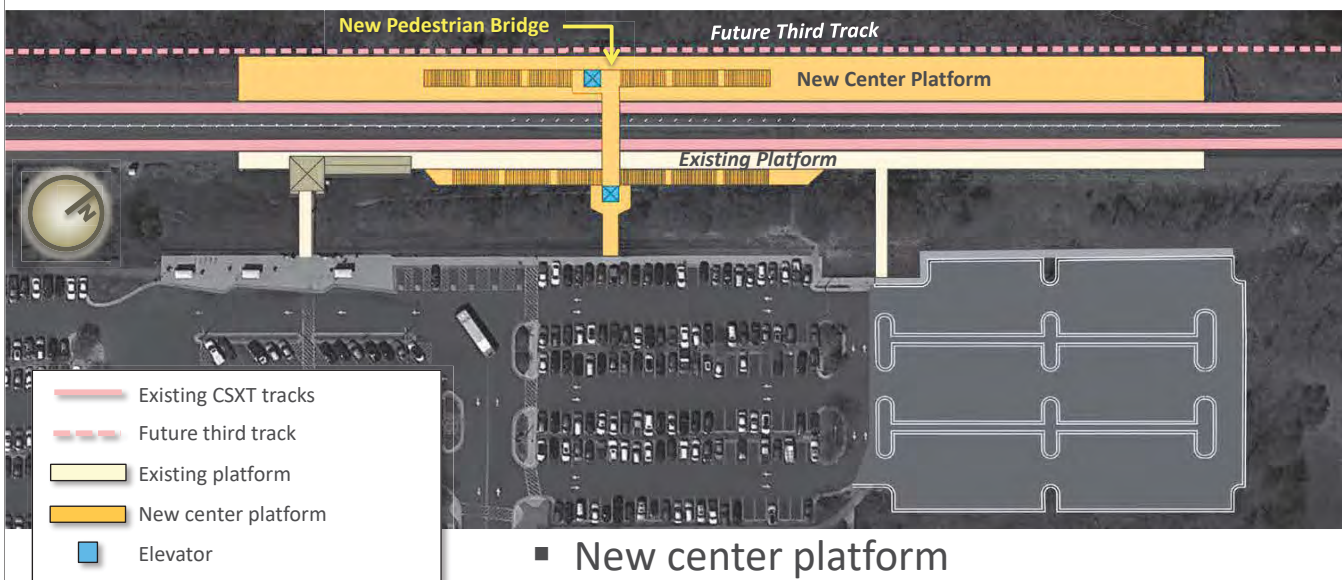 New Pedestrian Bridge
Future Third Track
New Center Platform
Existing Platform
N
Existing CSXT tracks
Future third track
Existing platform
New center platform
Elevator
▪ New center platform